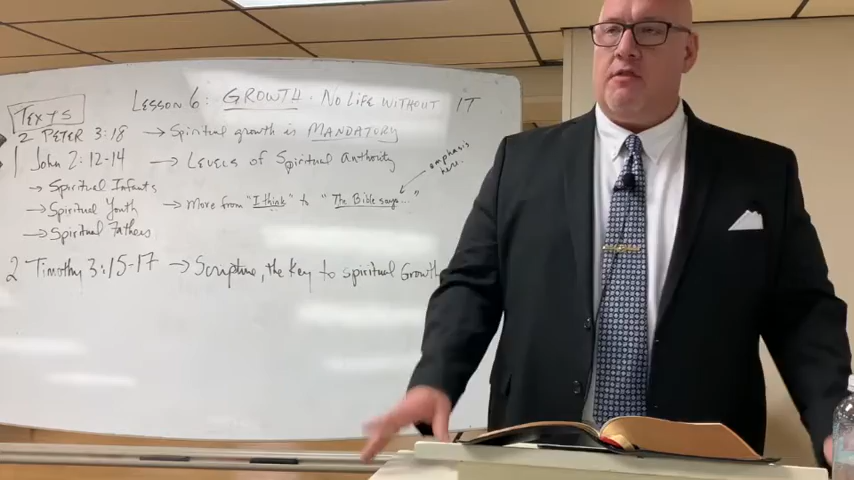 Lesson 6: GROWTH. No Life Without IT
Texts
2 Peter 3:18 → Spiritual growth is MANDATORY
1 John 2:12-14 → Levels of Spiritual Authority
emphasis here.
→ Spiritual Infants
→ Spiritual Youth → Move from "I think" to "The Bible says..."
→ Spiritual Fathers
2 Timothy 3:15-17 → Scripture, the Key to spiritual Growth